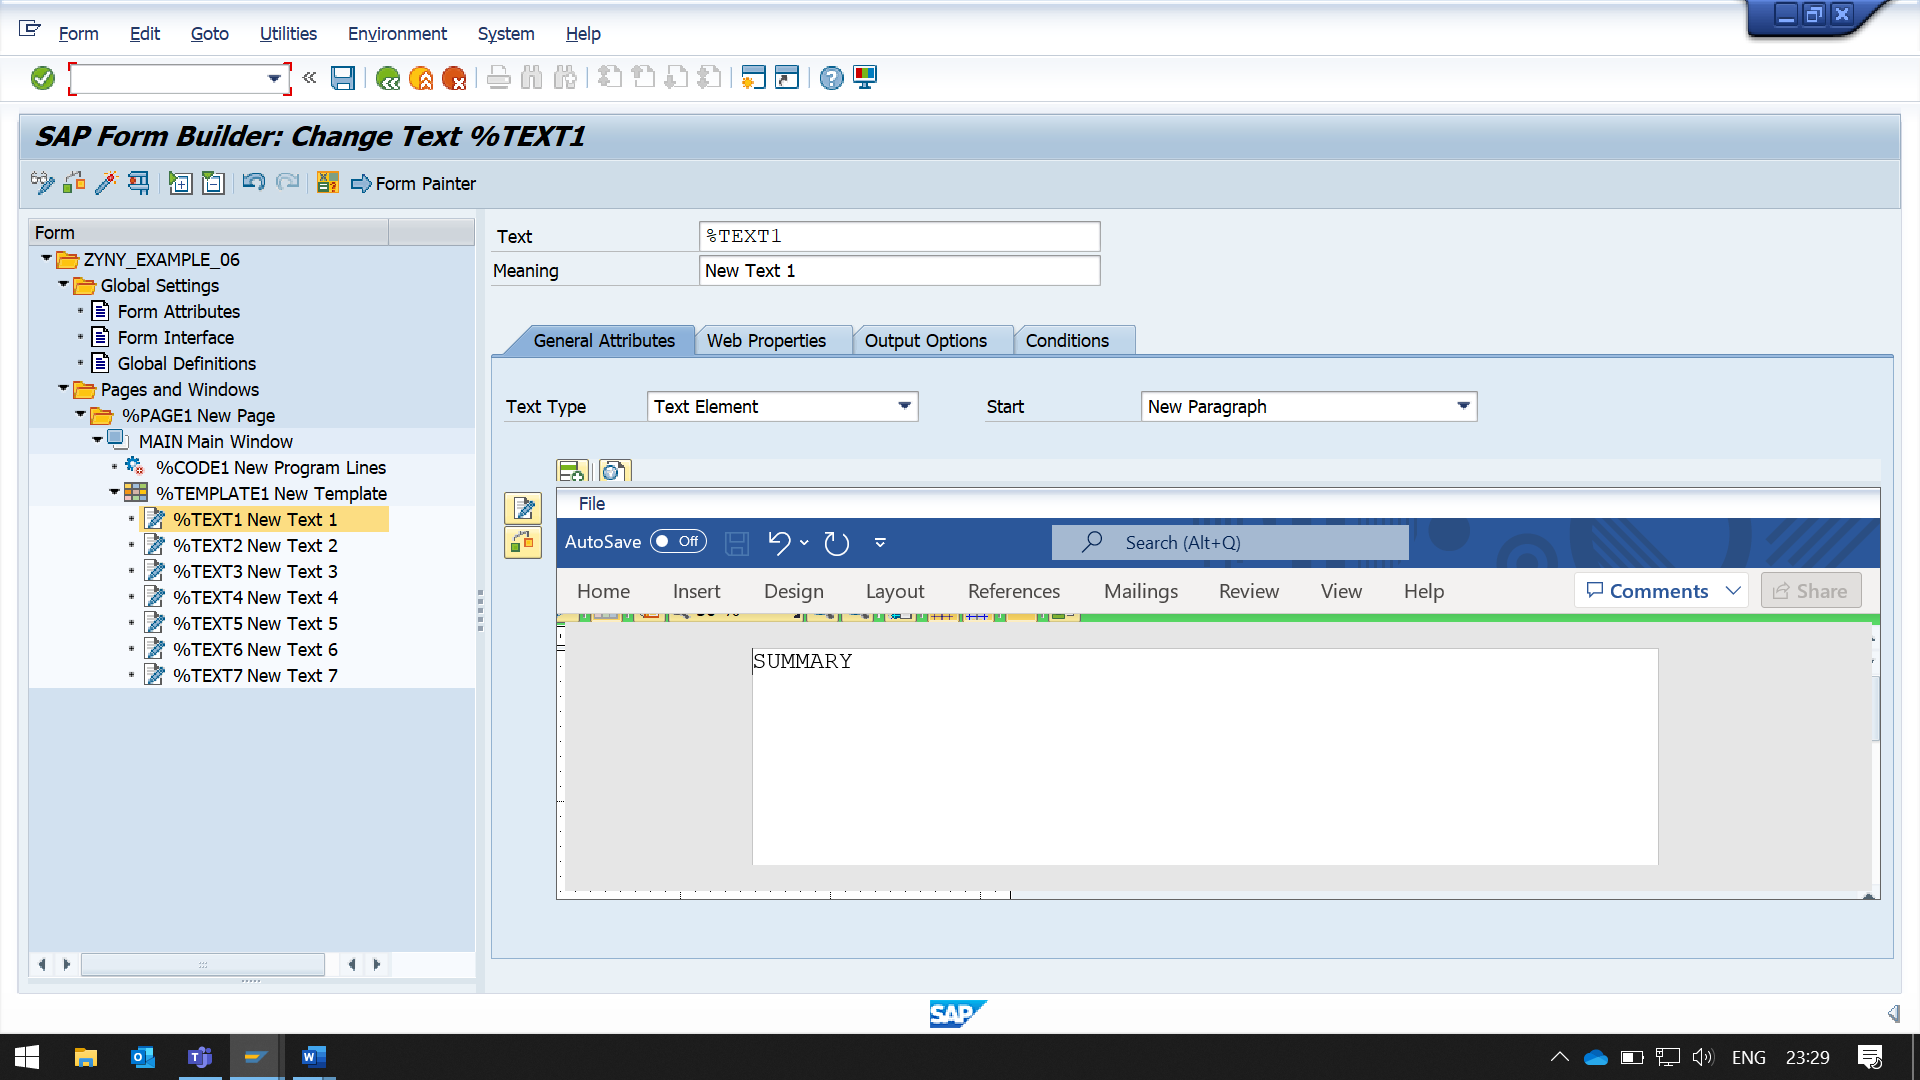 Form Edit Goto Utilities Environment System Help
SAP Form Builder: Change Text %TEXT1
Form Painter
Form
ZYNY_EXAMPLE_06
Global Settings
Form Attributes
Form Interface
Global Definitions
Pages and Windows
%PAGE1 New Page
MAIN Main Window
%CODE1 New Program Lines
%TEMPLATE1 New Template
%TEXT1 New Text 1
%TEXT2 New Text 2
%TEXT3 New Text 3
%TEXT4 New Text 4
%TEXT5 New Text 5
%TEXT6 New Text 6
%TEXT7 New Text 7
Text %TEXT1
Meaning New Text 1
General Attributes Web Properties Output Options Conditions
Text Type Text Element Start New Paragraph
File
AutoSave Off Search (Alt+Q)
Home Insert Design Layout References Mailings Review View Help Comments Share
SUMMARY
SAP
ENG 23:29